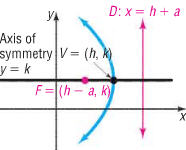 y
D: x = h + a
Axis of
symmetry
V = (h, k)
y = k
F = (h − a, k)
x